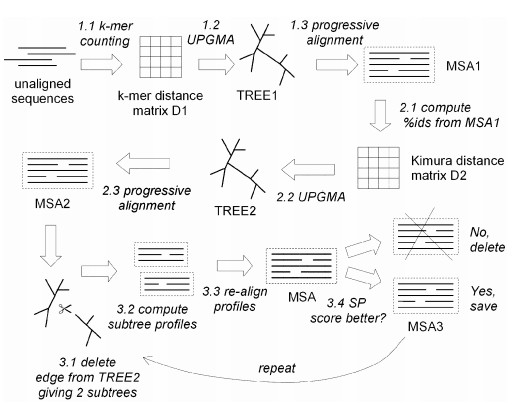 1.1 k-mer
counting
1.2
UPGMA
1.3 progressive
alignment
unaligned
sequences
k-mer distance
matrix D1
TREE1
MSA1
2.1 compute
%ids from MSA1
Kimura distance
matrix D2
2.2 UPGMA
TREE2
2.3 progressive
alignment
MSA2
3.1 delete
edge from TREE2
giving 2 subtrees
3.2 compute
subtree profiles
3.3 re-align
profiles
MSA
3.4 SP
score better?
No,
delete
Yes,
save
MSA3
repeat